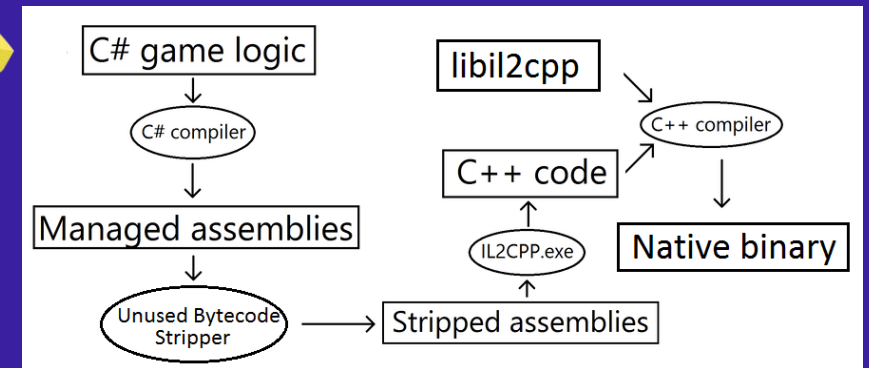 C# game logic
C# compiler
Managed assemblies
Unused Bytecode
Stripper
Stripped assemblies
IL2CPP.exe
C++ code
libil2cpp
C++ compiler
Native binary